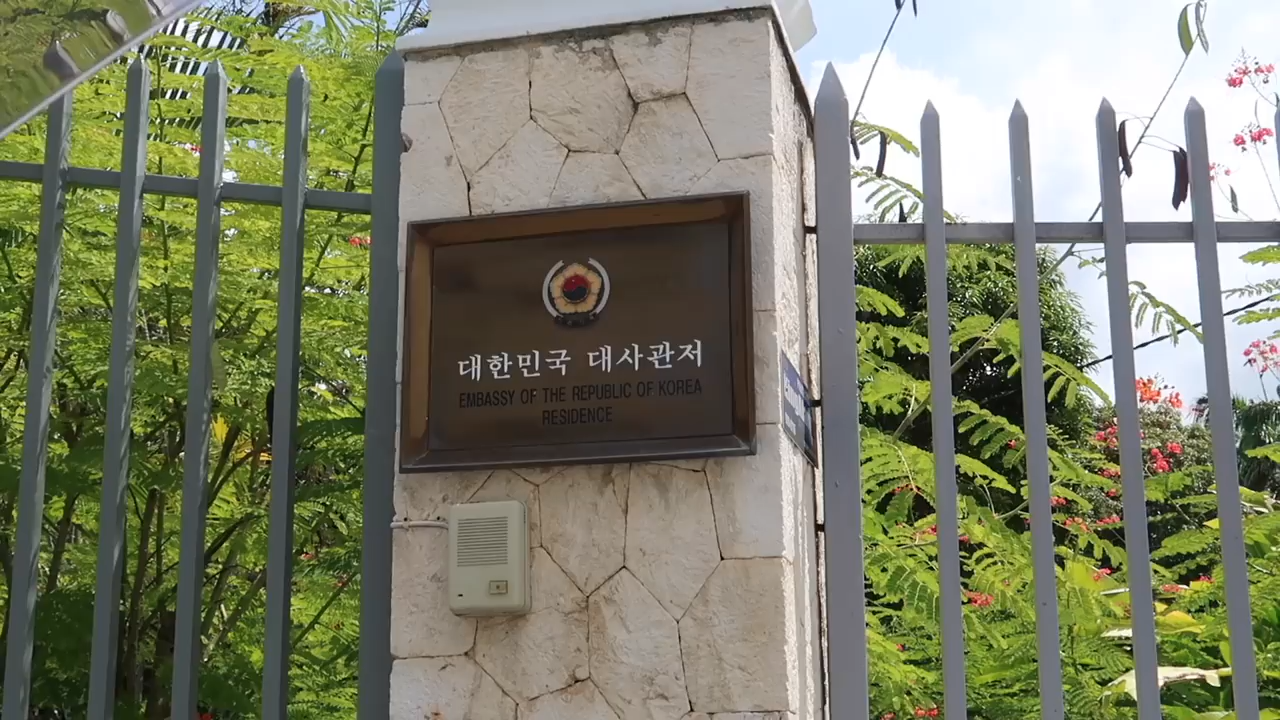 대한민국 대사관저
EMBASSY OF THE REPUBLIC OF KOREA
RESIDENCE